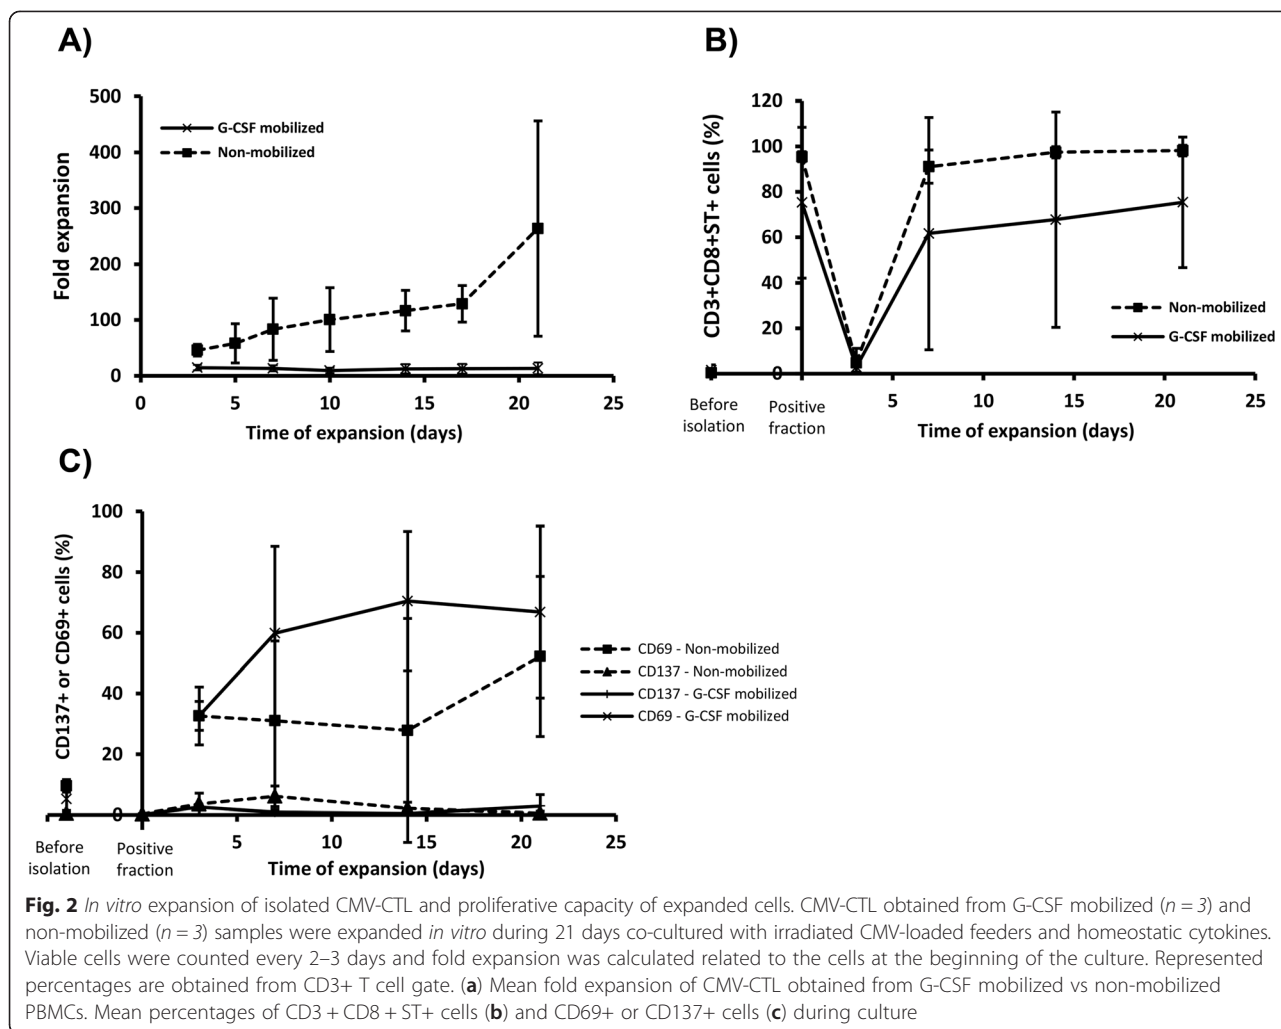 A)
500
400
300
200
100
0
Fold expansion
G-CSF mobilized
Non-mobilized
0 5 10 15 20 25
Time of expansion (days)
B)
120
100
80
60
40
20
0
CD3+CD8+ST+ cells (%)
Non-mobilized
G-CSF mobilized
Before isolation
Positive fraction
5 10 15 20 25
Time of expansion (days)
C)
100
80
60
40
20
0
CD137+ or CD69+ cells (%)
CD69 - Non-mobilized
CD137 - Non-mobilized
CD137 - G-CSF mobilized
CD69 - G-CSF mobilized
Before isolation
Positive fraction
5 10 15 20 25
Time of expansion (days)
Fig. 2 In vitro expansion of isolated CMV-CTL and proliferative capacity of expanded cells. CMV-CTL obtained from G-CSF mobilized (n = 3) and
non-mobilized (n = 3) samples were expanded in vitro during 21 days co-cultured with irradiated CMV-loaded feeders and homeostatic cytokines.
Viable cells were counted every 2–3 days and fold expansion was calculated related to the cells at the beginning of the culture. Represented
percentages are obtained from CD3+ T cell gate. (a) Mean fold expansion of CMV-CTL obtained from G-CSF mobilized vs non-mobilized
PBMCs. Mean percentages of CD3 + CD8 + ST+ cells (b) and CD69+ or CD137+ cells (c) during culture